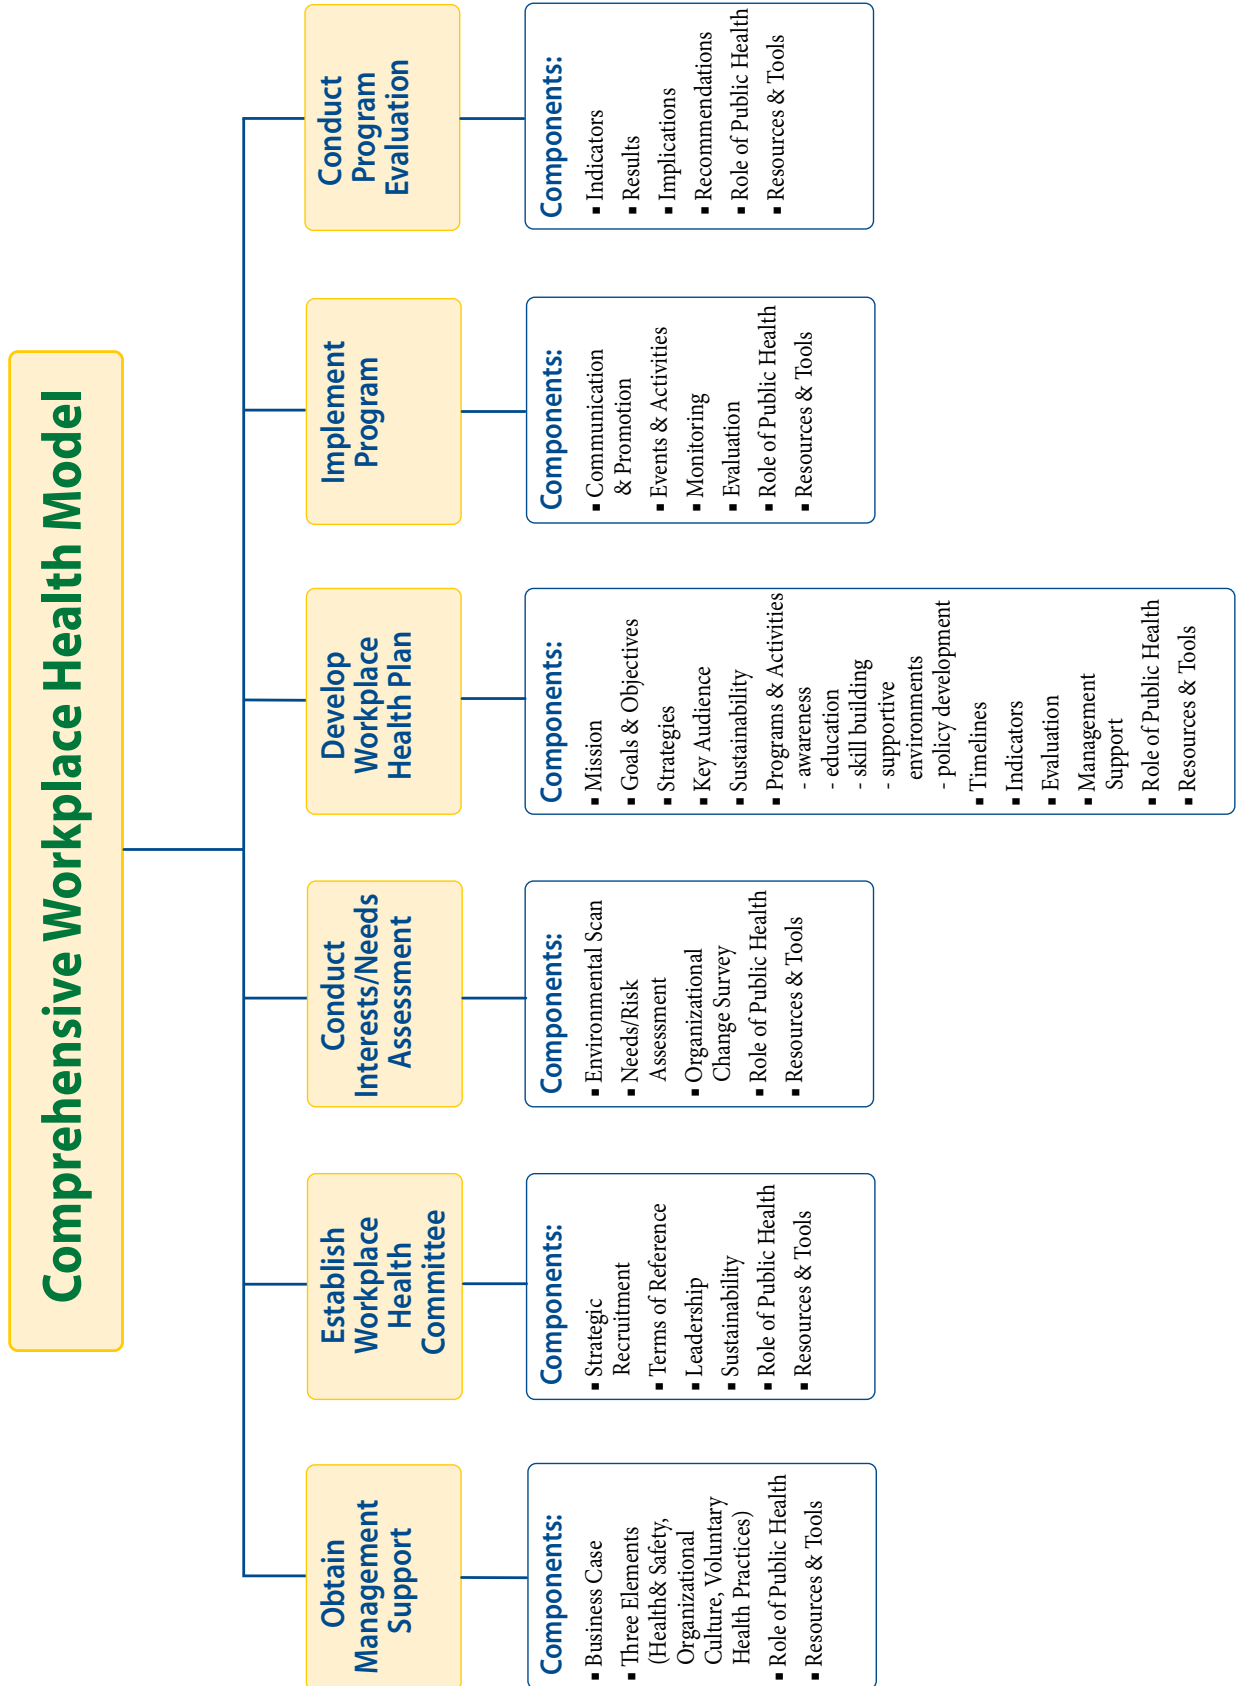 Comprehensive Workplace Health Model
Obtain
Management
Support
Components:
▪ Business Case
▪ Three Elements
(Health& Safety,
Organizational
Culture, Voluntary
Health Practices)
▪ Role of Public Health
▪ Resources & Tools
Establish
Workplace
Health
Committee
Components:
▪ Strategic
Recruitment
▪ Terms of Reference
▪ Leadership
▪ Sustainability
▪ Role of Public Health
▪ Resources & Tools
Conduct
Interests/Needs
Assessment
Components:
▪ Environmental Scan
▪ Needs/Risk
Assessment
▪ Organizational
Change Survey
▪ Role of Public Health
▪ Resources & Tools
Develop
Workplace
Health Plan
Components:
▪ Mission
▪ Goals & Objectives
▪ Strategies
▪ Key Audience
▪ Sustainability
▪ Programs & Activities
- awareness
- education
- skill building
- supportive
environments
- policy development
▪ Timelines
▪ Indicators
▪ Evaluation
▪ Management
Support
▪ Role of Public Health
▪ Resources & Tools
Implement
Program
Components:
▪ Communication
& Promotion
▪ Events & Activities
▪ Monitoring
▪ Evaluation
▪ Role of Public Health
▪ Resources & Tools
Conduct
Program
Evaluation
Components:
▪ Indicators
▪ Results
▪ Implications
▪ Recommendations
▪ Role of Public Health
▪ Resources & Tools